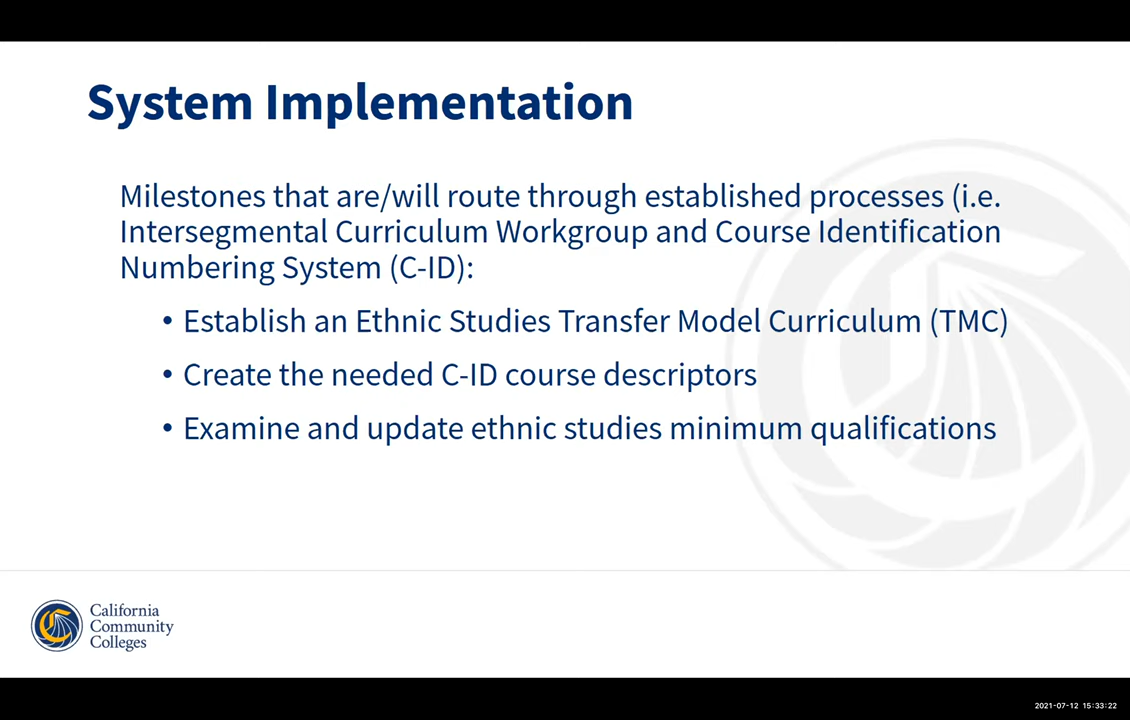 System Implementation
Milestones that are/will route through established processes (i.e.
Intersegmental Curriculum Workgroup and Course Identification
Numbering System (C-ID):
• Establish an Ethnic Studies Transfer Model Curriculum (TMC)
• Create the needed C-ID course descriptors
• Examine and update ethnic studies minimum qualifications
California
Community
Colleges
2021-07-12 15:33:22